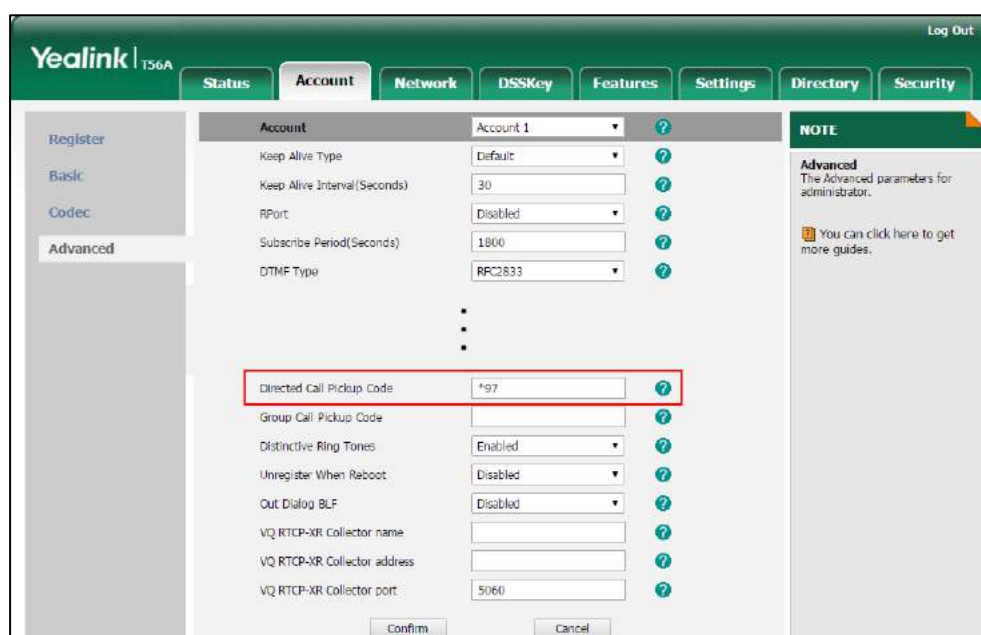 Log Out
Yealink | T56A
Status Account Network DSSKey Features Settings Directory Security
Register
Basic
Codec
Advanced
Account Account 1
Keep Alive Type Default
Keep Alive Interval(Seconds) 30
RPort Disabled
Subscribe Period(Seconds) 1800
DTMF Type RFC2833
Directed Call Pickup Code *97
Group Call Pickup Code
Distinctive Ring Tones Enabled
Unregister When Reboot Disabled
Out Dialog BLF Disabled
VQ RTCP-XR Collector name
VQ RTCP-XR Collector address
VQ RTCP-XR Collector port 5060
Confirm Cancel
NOTE
Advanced
The Advanced parameters for
administrator.
You can click here to get
more guides.